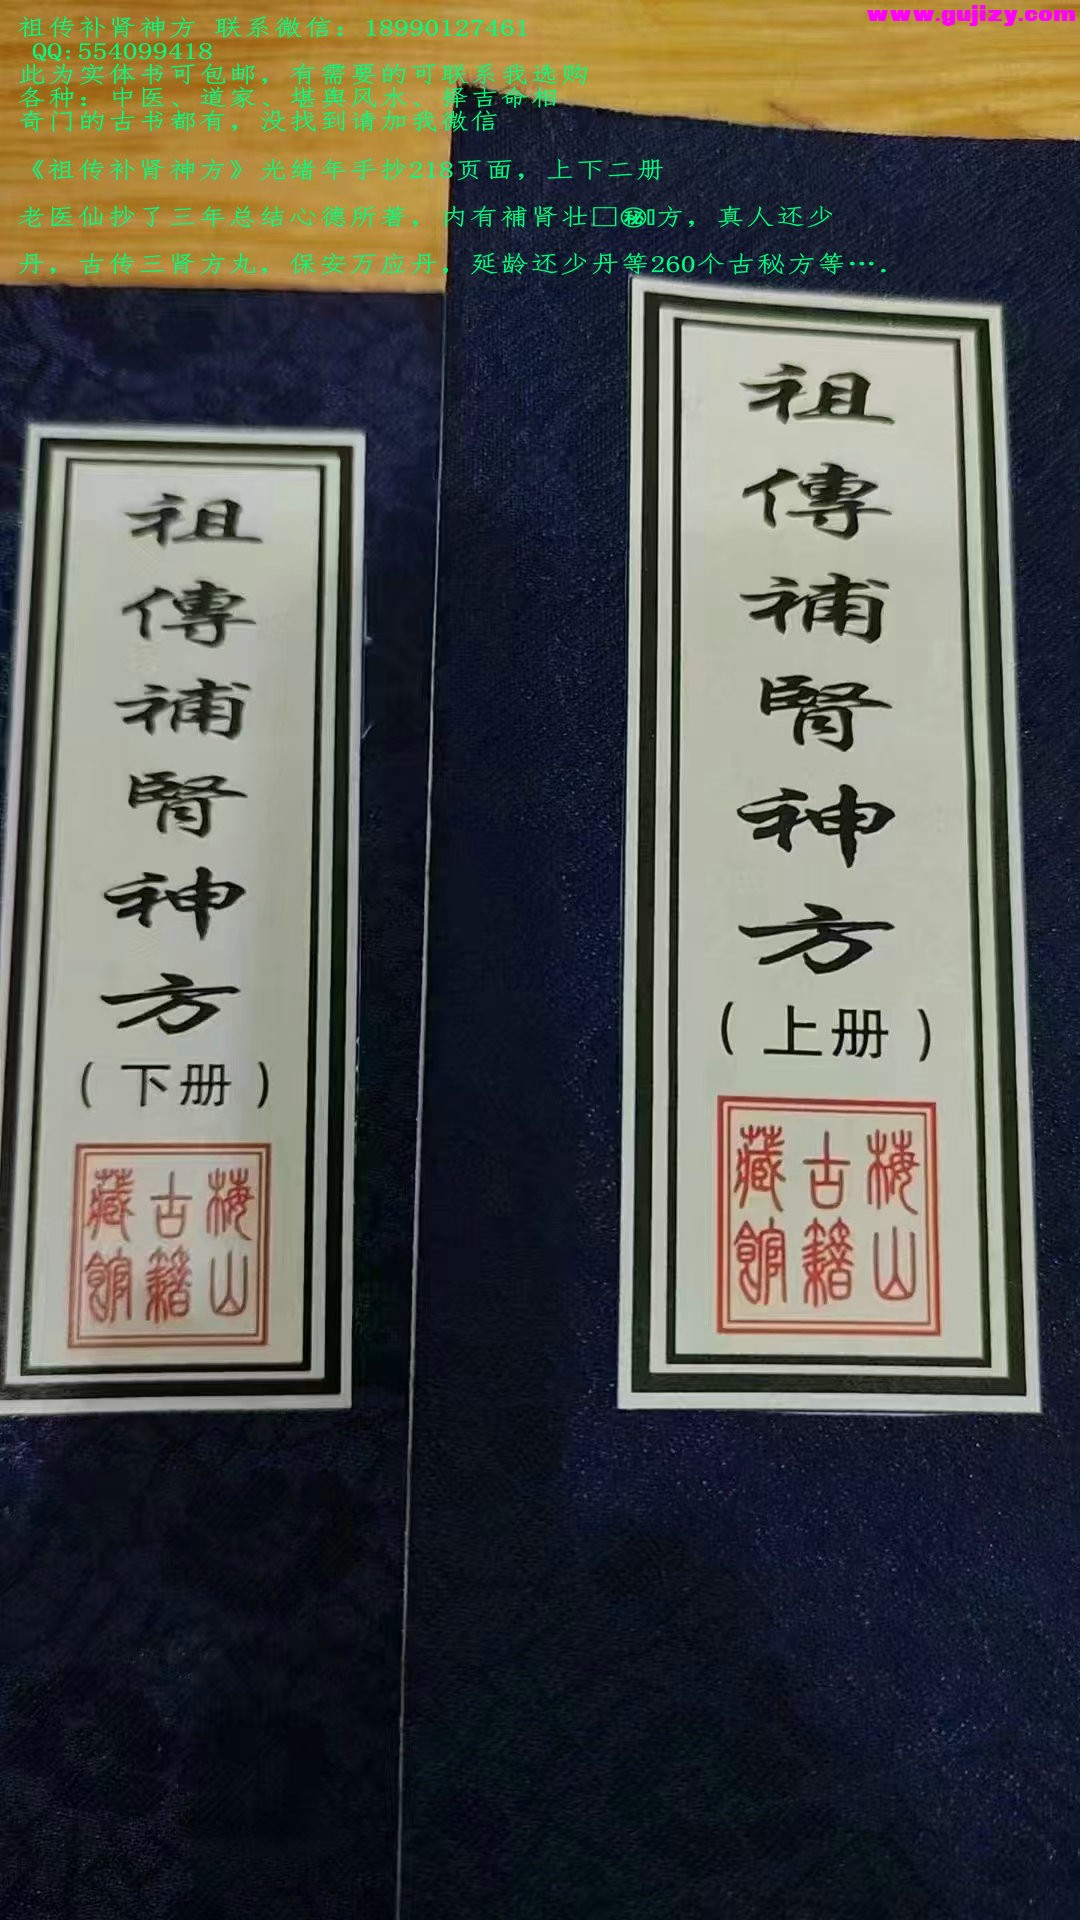 祖传补肾神方 联系微信：18990127461
www.gujizy.com
QQ:554099418
此为实体书可包邮，有需要的可联系我选购
各种：中医、道家、堪舆风水、择吉命相
奇门的古书都有，没找到请加我微信
《祖传补肾神方》光绪年手抄218页面，上下二册
老医仙抄了三年总结心德所著，内有補肾壮㊙方，真人还少
丹，古传三肾方丸，保安万应丹，延龄还少丹等260个古秘方等….
祖傳補腎神方
（上册）
梅山
古籍
藏館
祖傳補腎神方
（下册）
梅山
古籍
藏館